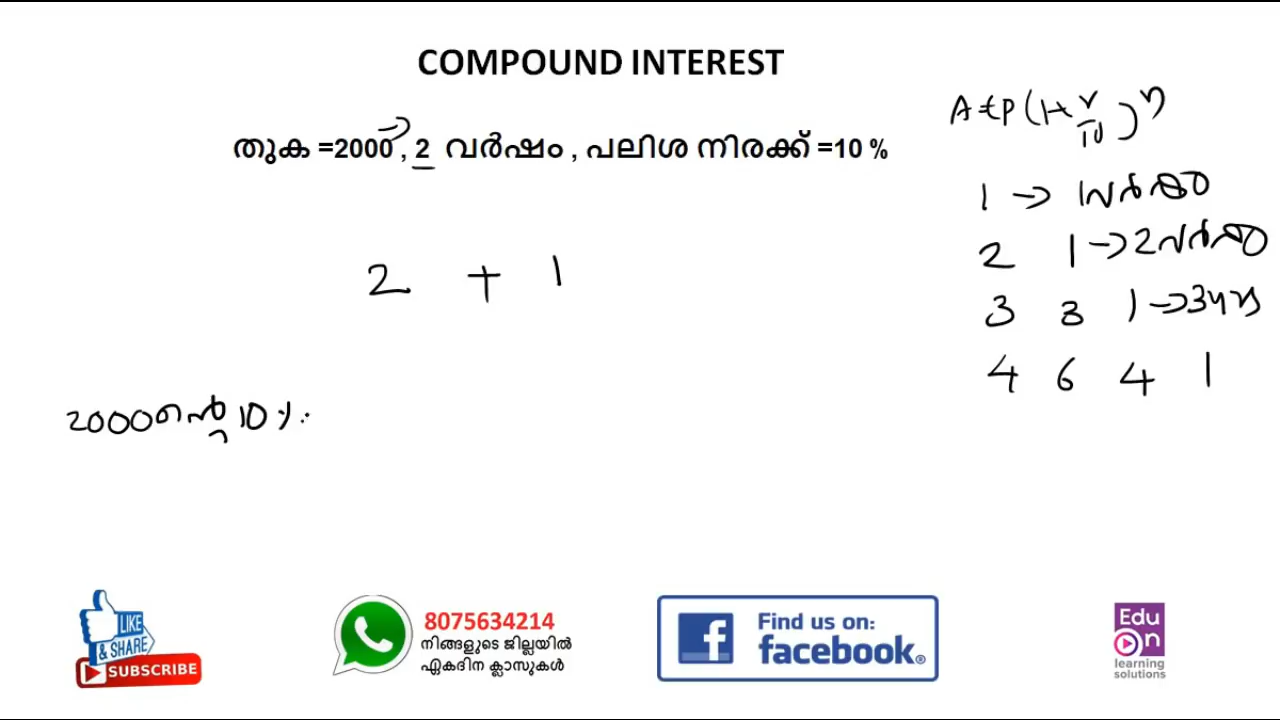 COMPOUND INTEREST
A = P(1+r/10)^n
തുക =2000 , 2 വർഷം , പലിശ നിരക്ക് =10 %
1 → 1വർഷം
2 1 → 2വർഷം
2 + 1
3 3 1 → 3yrs
4 6 4 1
2000ന്റെ 10%
LIKE
& SHARE
SUBSCRIBE
8075634214
നിങ്ങളുടെ ജില്ലയിൽ
ഏകദിന ക്ലാസുകൾ
Find us on:
facebook®
Edu
On
learning
solutions